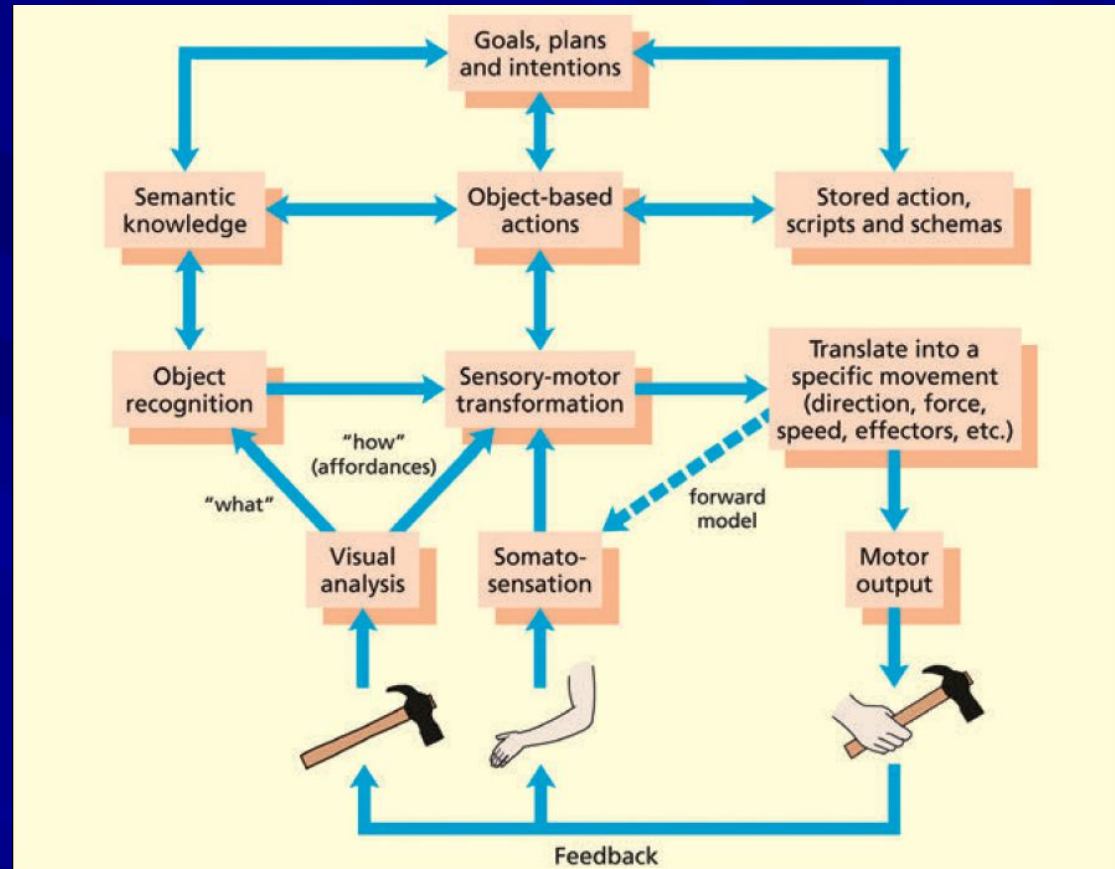 Goals, plans
and intentions
Semantic
knowledge
Object-based
actions
Stored action,
scripts and schemas
Object
recognition
Sensory-motor
transformation
Translate into a
specific movement
(direction, force,
speed, effectors, etc.)
"how"
(affordances)
"what"
forward
model
Visual
analysis
Somato-
sensation
Motor
output
Feedback